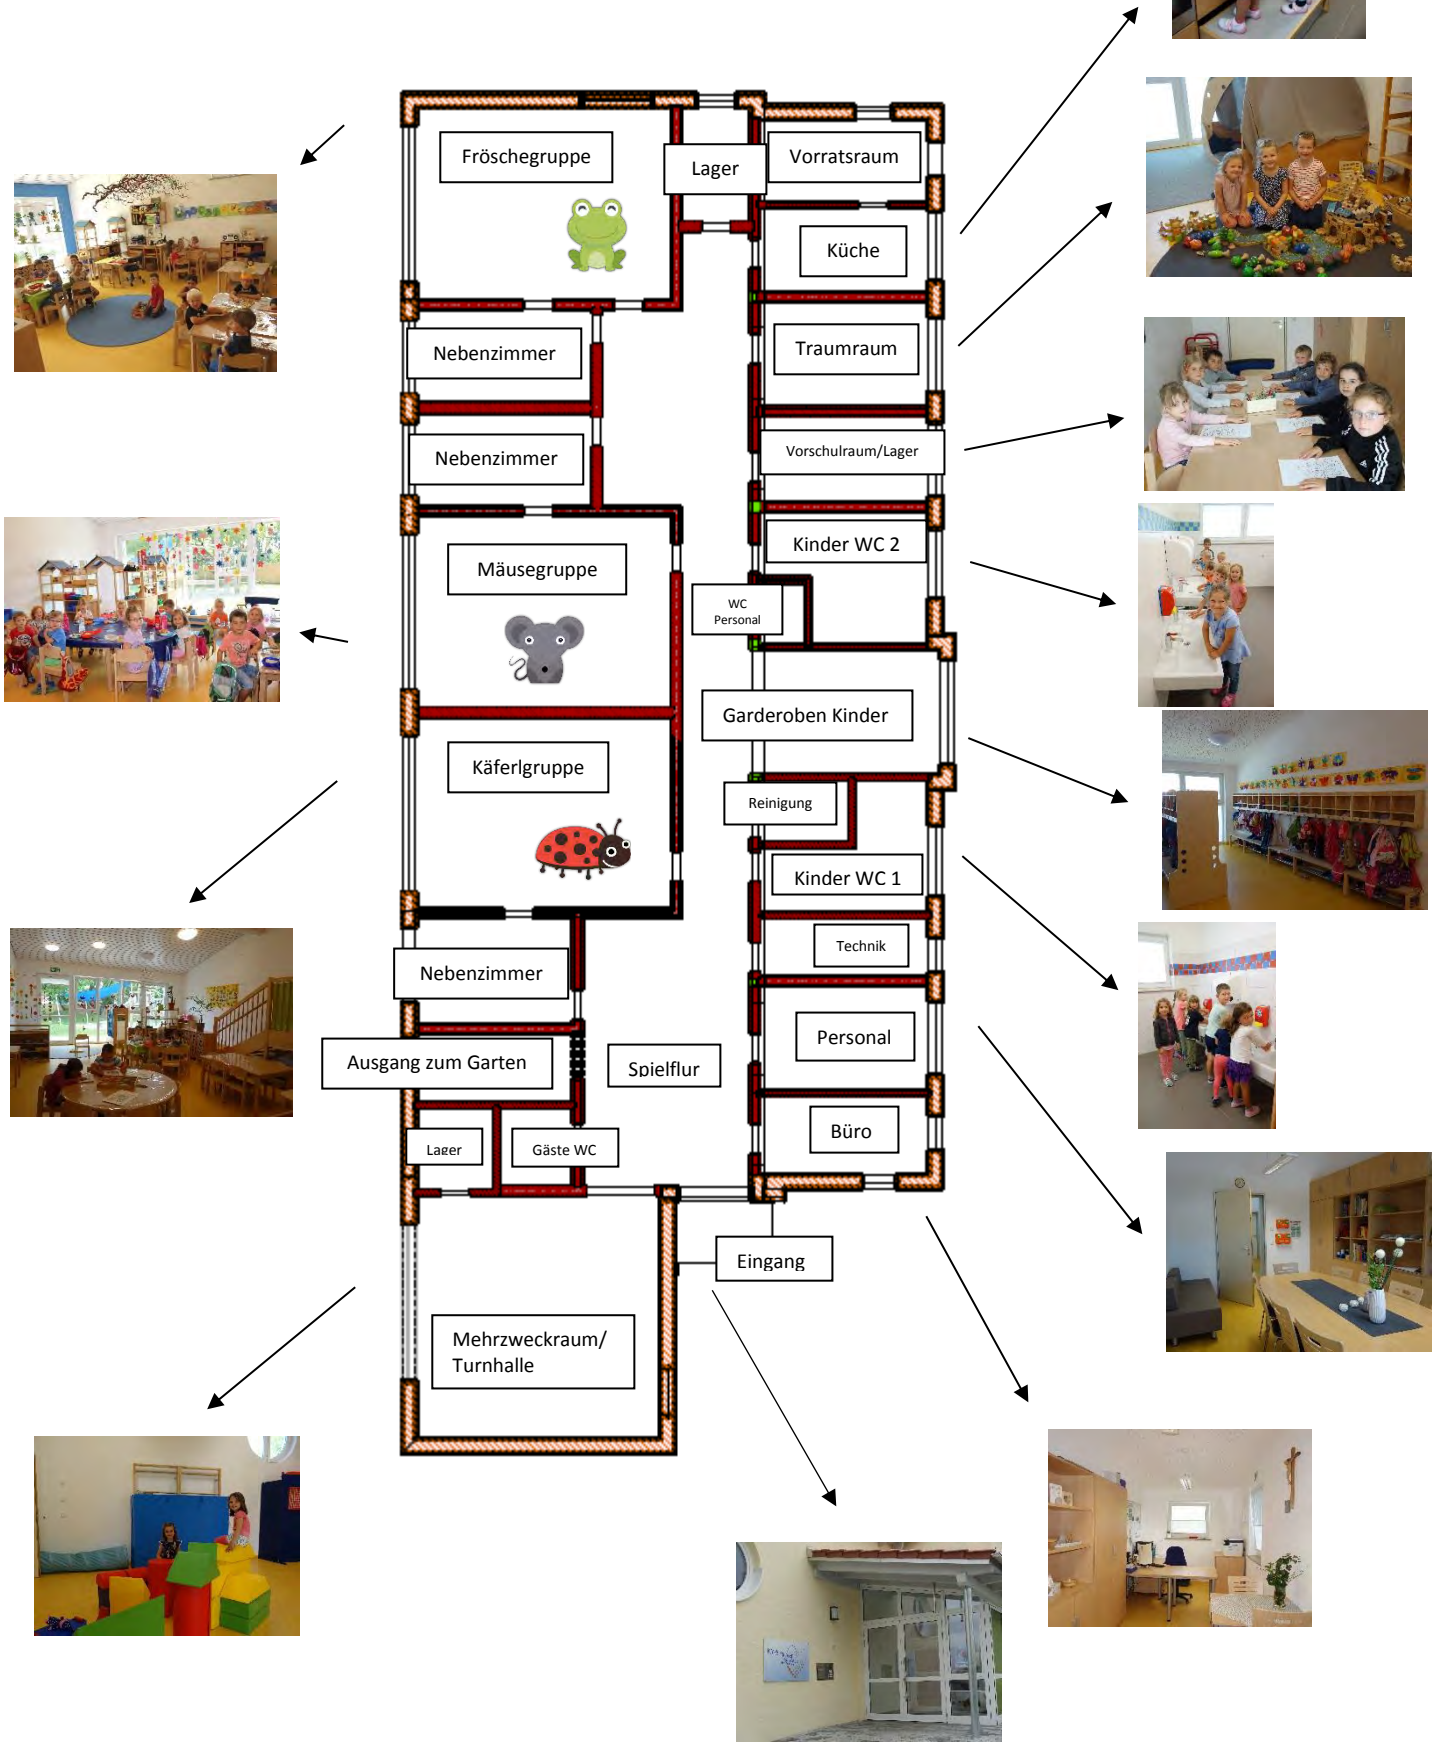 Fröschegruppe
Lager
Vorratsraum
Küche
Nebenzimmer
Traumraum
Nebenzimmer
Vorschulraum/Lager
Kinder WC 2
Mäusegruppe
WC
Personal
Garderoben Kinder
Käferlgruppe
Reinigung
Kinder WC 1
Technik
Nebenzimmer
Personal
Ausgang zum Garten
Spielflur
Büro
Lager
Gäste WC
Eingang
Mehrzweckraum/
Turnhalle